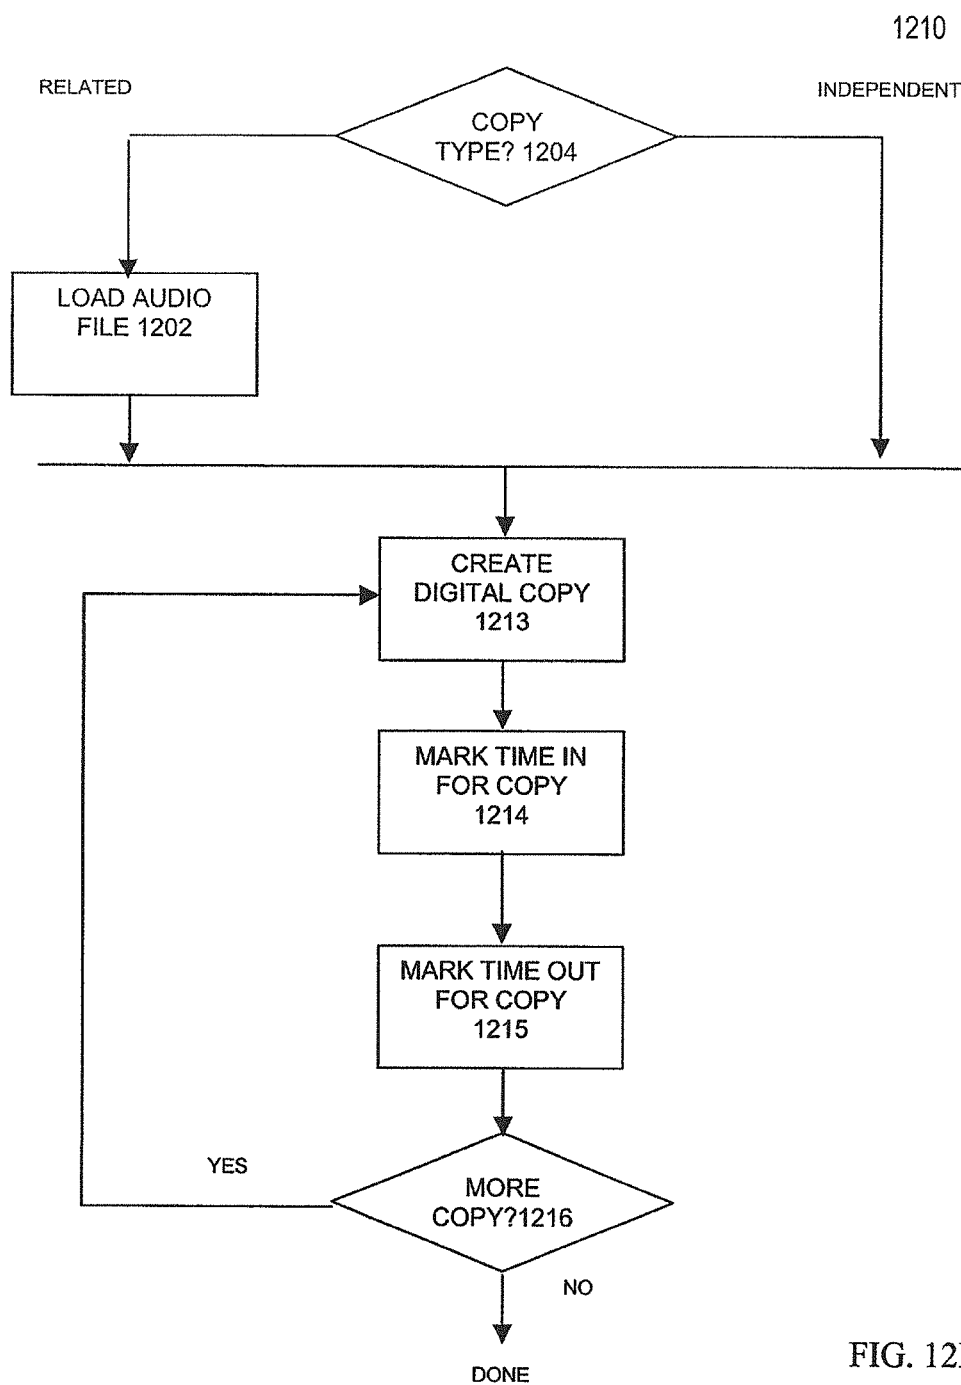 1210
RELATED
INDEPENDENT
COPY
TYPE? 1204
LOAD AUDIO
FILE 1202
CREATE
DIGITAL COPY
1213
MARK TIME IN
FOR COPY
1214
MARK TIME OUT
FOR COPY
1215
YES
MORE
COPY?1216
NO
DONE
FIG.